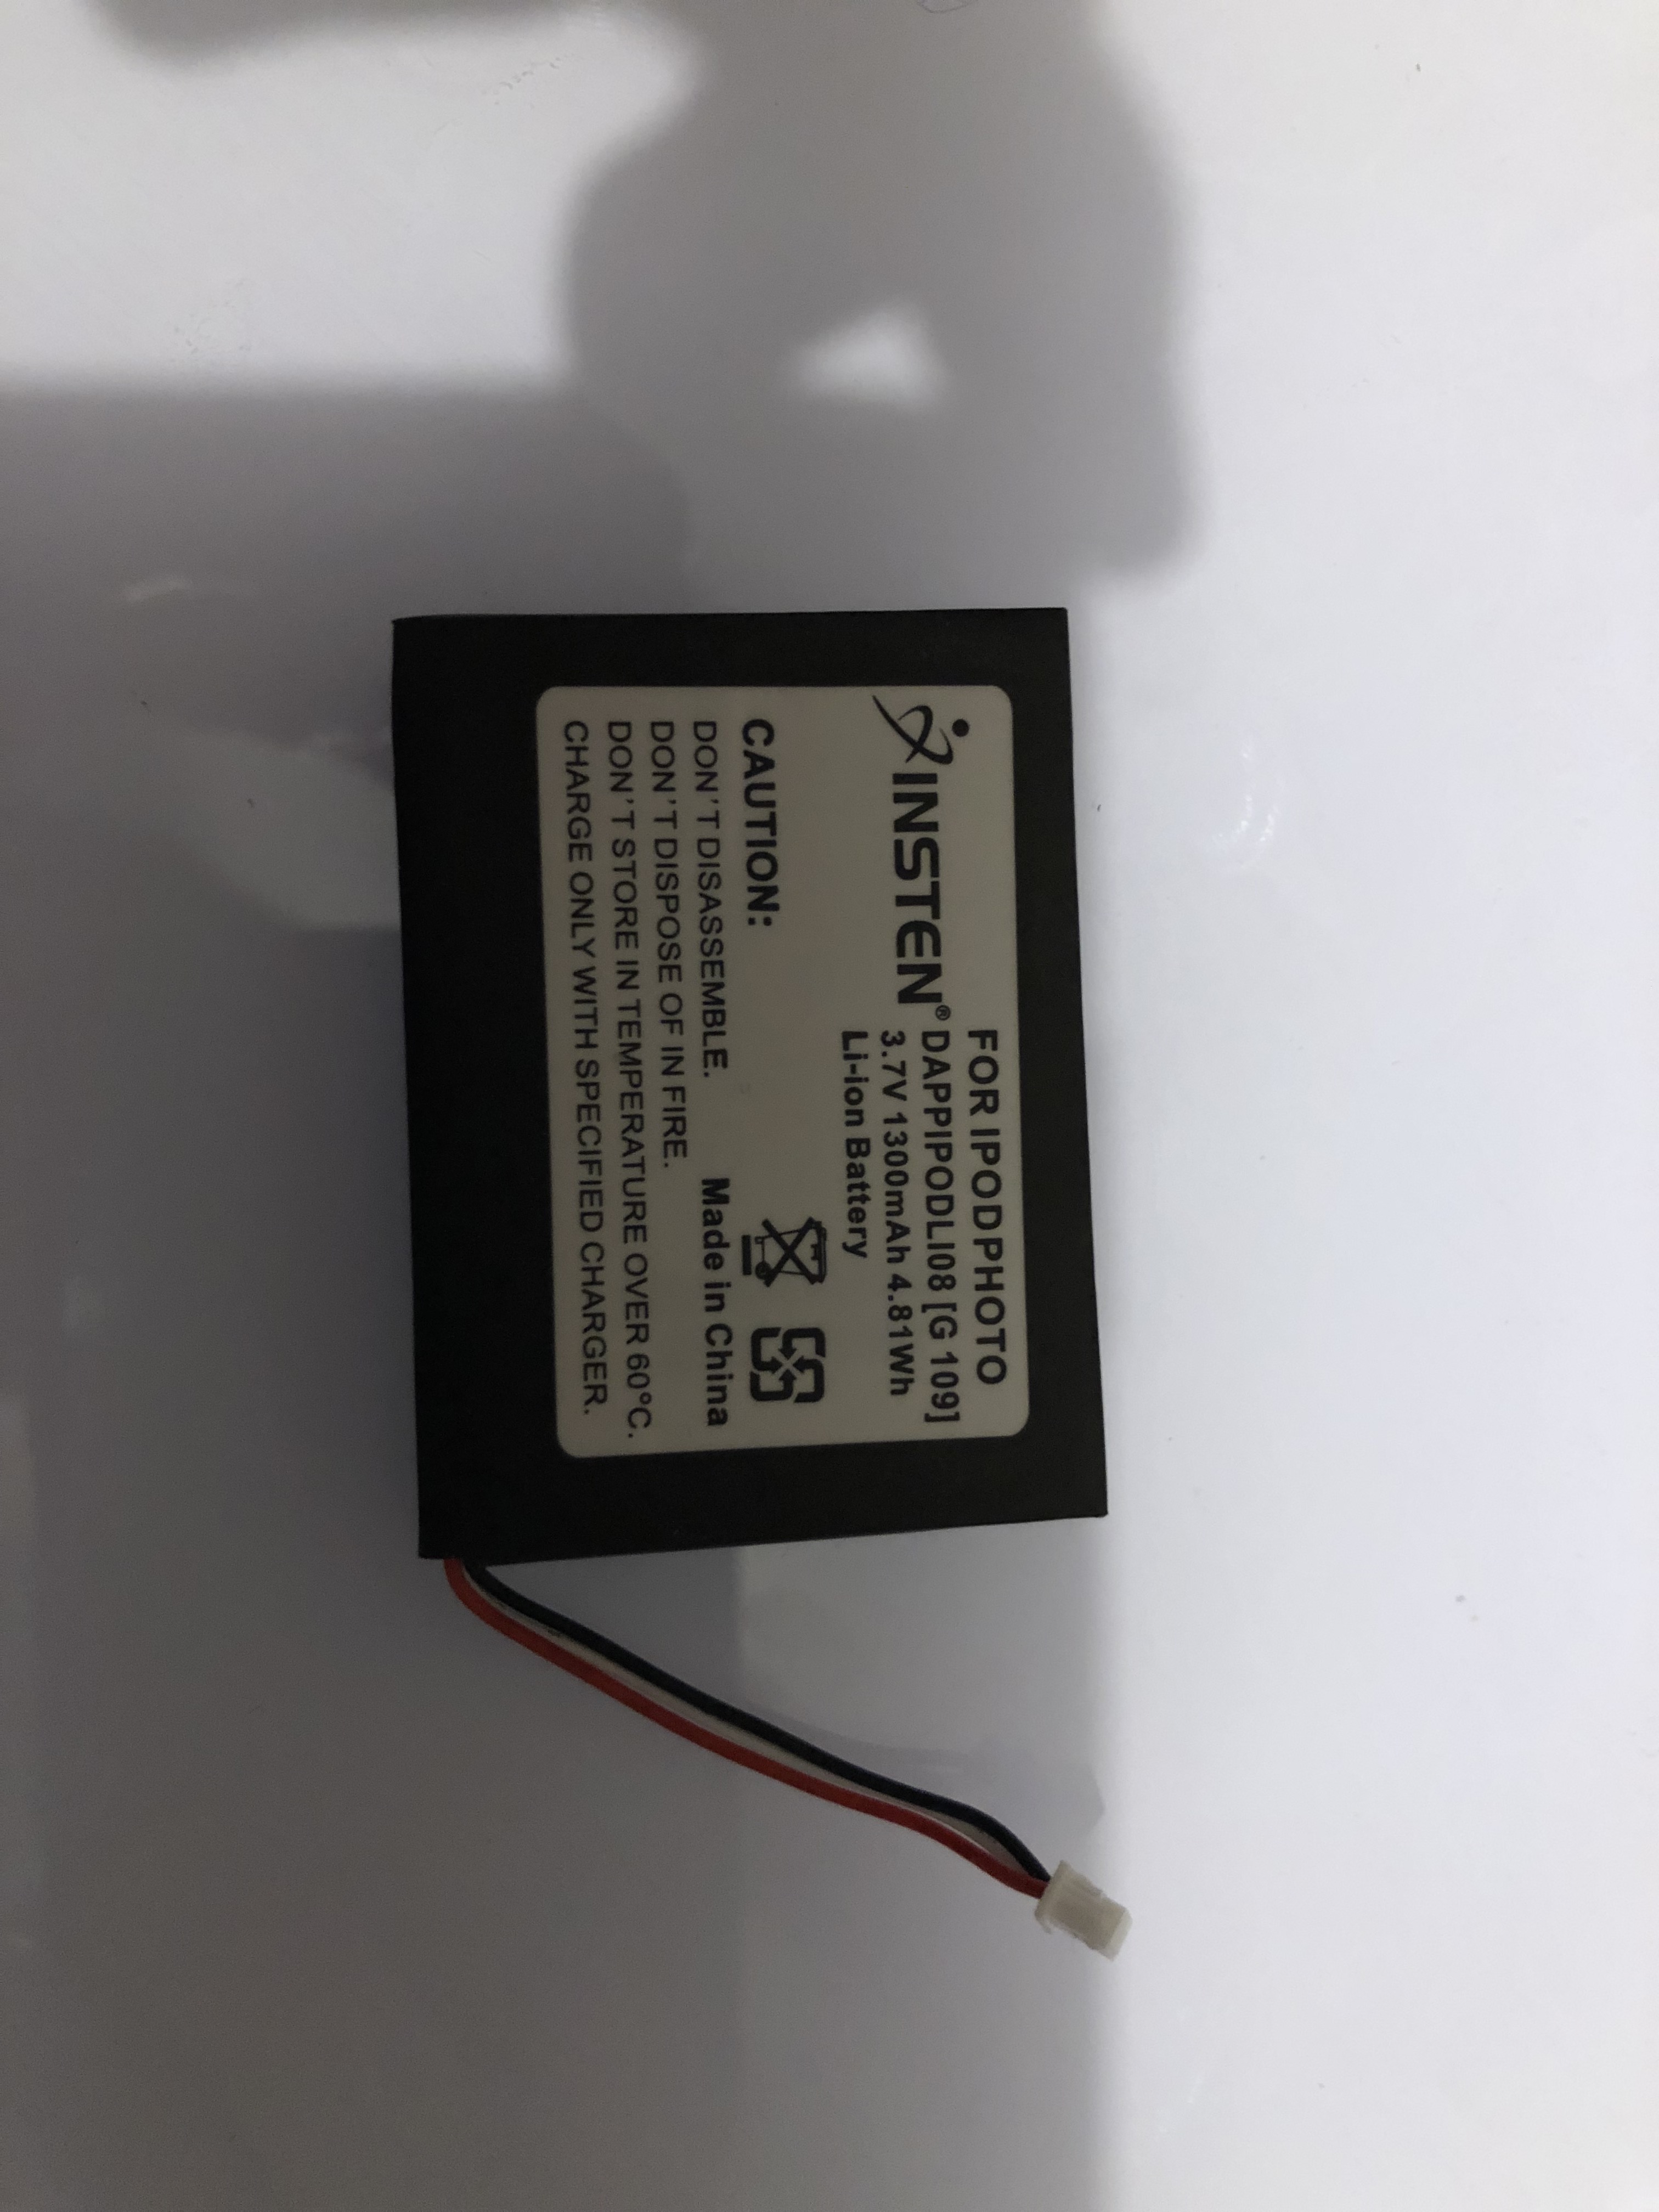 INSTEN®
FOR IPODPHOTO
DAPPIPODLI08 [G 109]
3.7V 1300mAh 4.81Wh
Li-ion Battery
CAUTION:
DON'T DISASSEMBLE.
Made in China
DON'T DISPOSE OF IN FIRE.
DON'T STORE IN TEMPERATURE OVER 60°C.
CHARGE ONLY WITH SPECIFIED CHARGER.